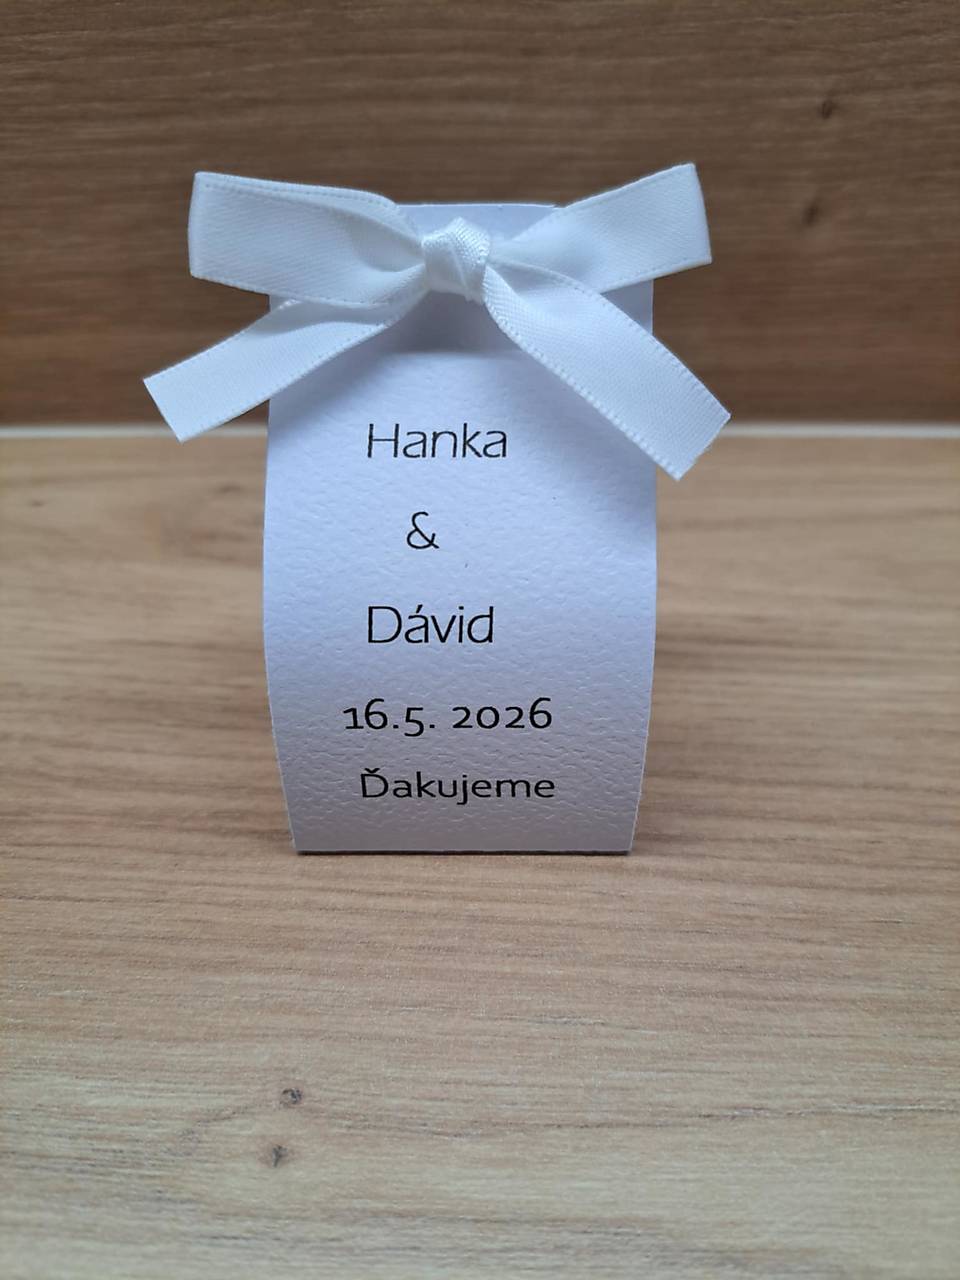 Hanka
&
Dávid
16.5. 2026
Ďakujeme